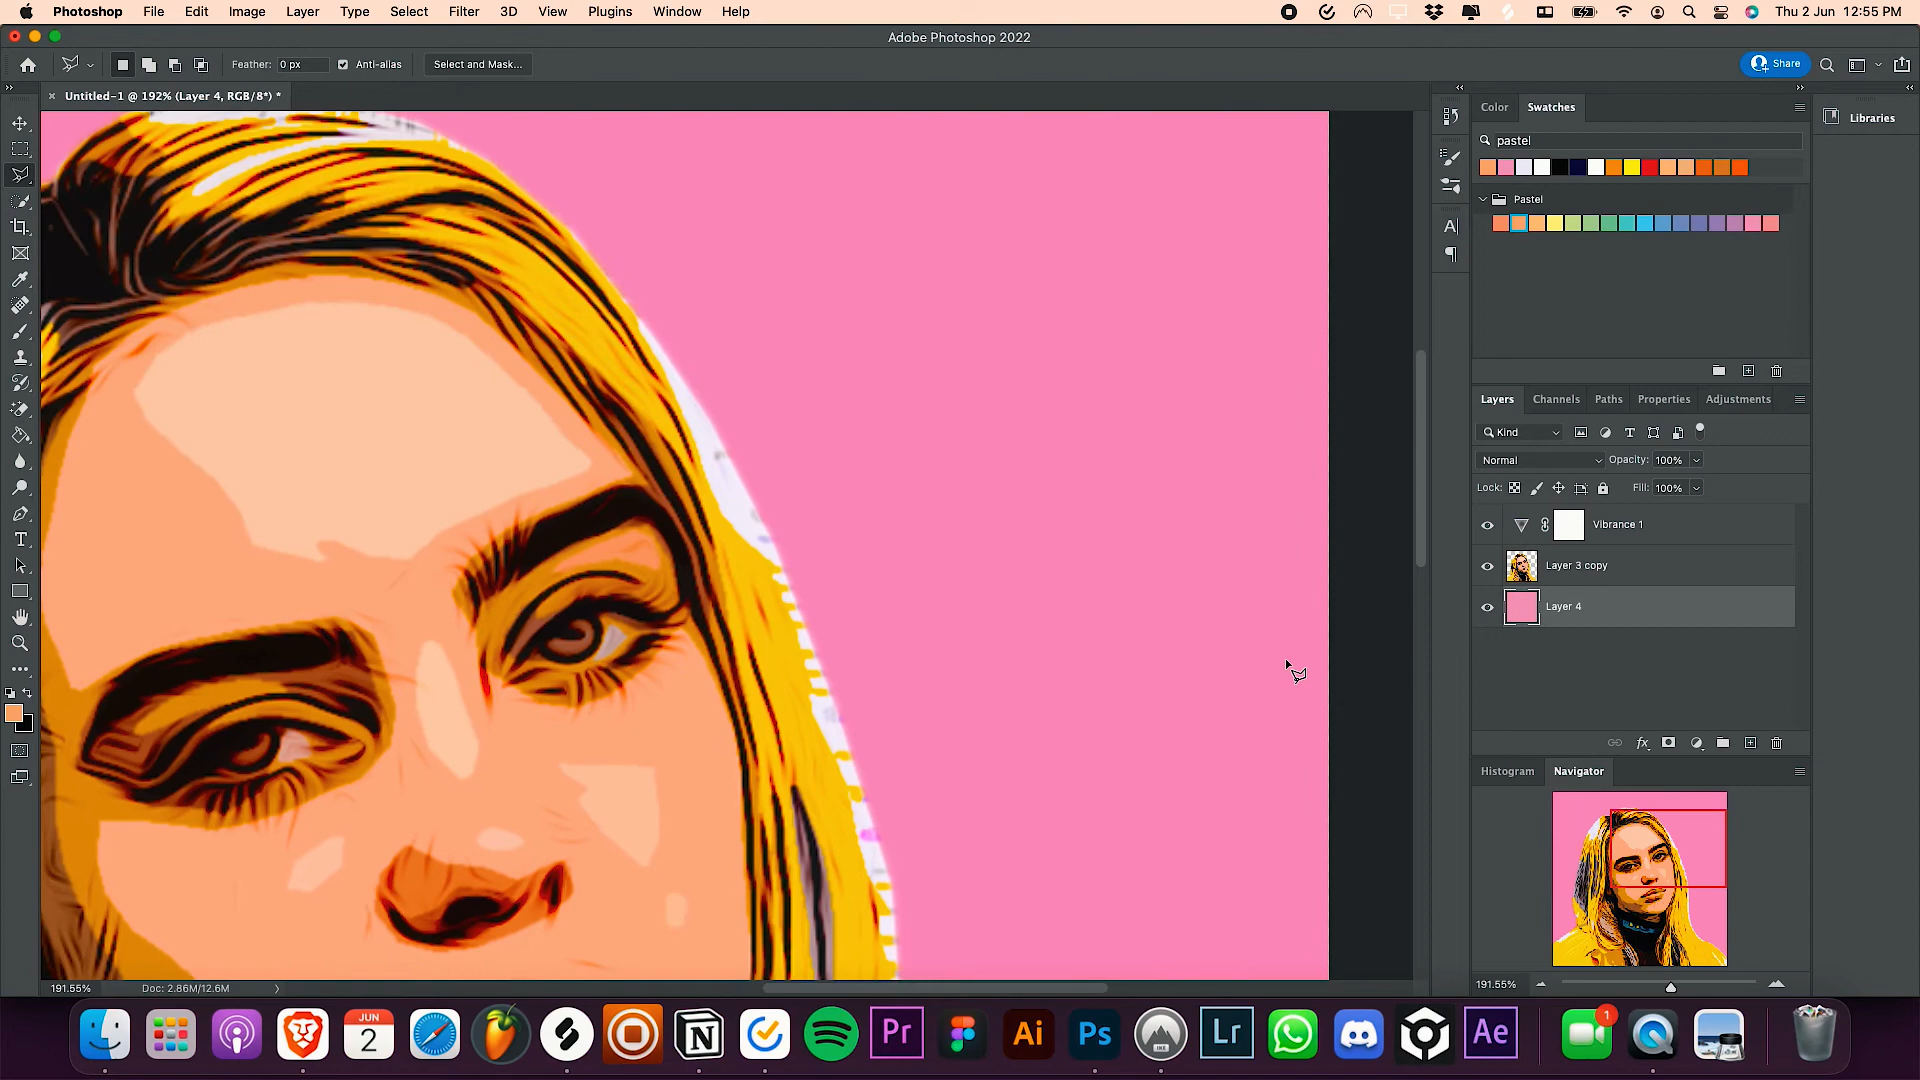 Photoshop File Edit Image Layer Type Select Filter 3D View Plugins Window Help Thu 2 Jun 12:55 PM
Adobe Photoshop 2022
Feather: 0 px Anti-alias Select and Mask... Share
Untitled-1 @ 192% (Layer 4, RGB/8*) *
Color Swatches
Libraries
pastel
Pastel
Layers Channels Paths Properties Adjustments
Kind
Normal Opacity: 100%
Lock: Fill: 100%
Vibrance 1
Layer 3 copy
Layer 4
fx
Histogram Navigator
191.55% Doc: 2.86M/12.6M
191.55%
JUN
2
Pr Ai Ps Lr Ae
1